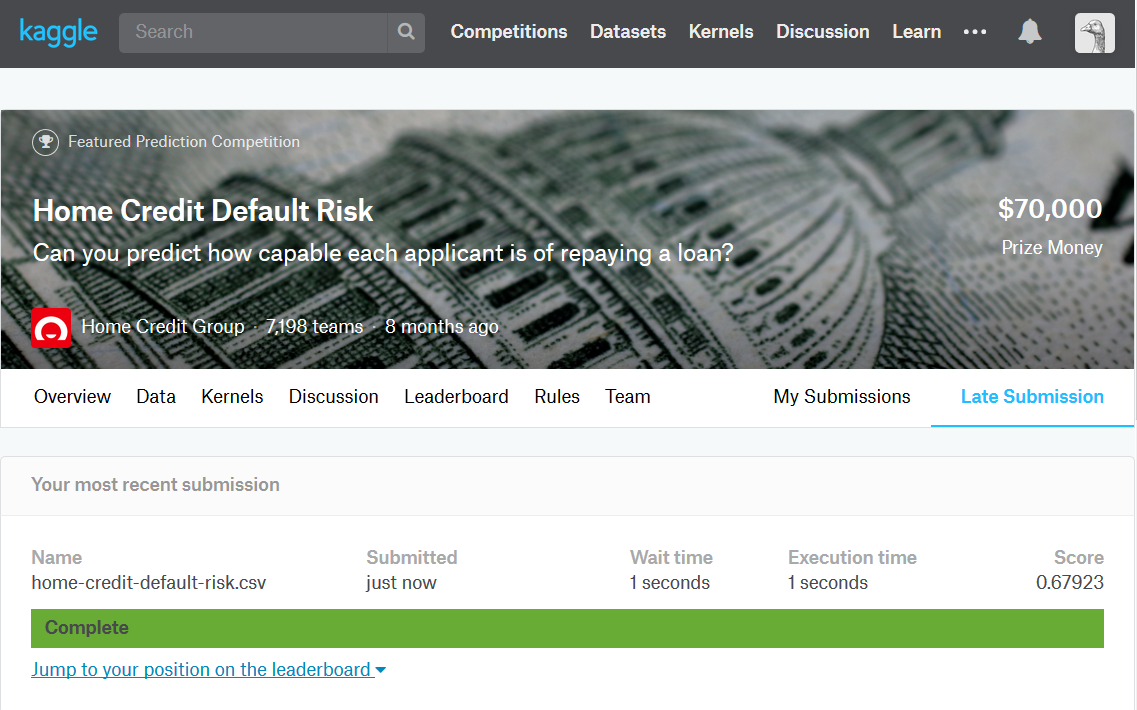 kaggle Search Competitions Datasets Kernels Discussion Learn
Featured Prediction Competition
Home Credit Default Risk
$70,000
Can you predict how capable each applicant is of repaying a loan?
Prize Money
Home Credit Group · 7,198 teams · 8 months ago
Overview Data Kernels Discussion Leaderboard Rules Team My Submissions Late Submission
Your most recent submission
Name Submitted Wait time Execution time Score
home-credit-default-risk.csv just now 1 seconds 1 seconds 0.67923
Complete
Jump to your position on the leaderboard